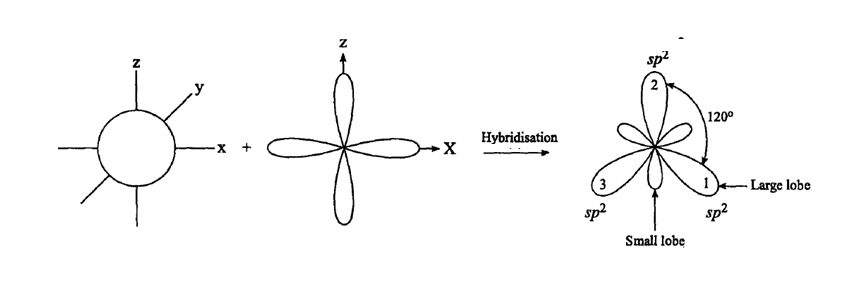 z
y
x
+
z
X
Hybridisation
sp²
2
120°
3
1
Large lobe
sp²
sp²
Small lobe